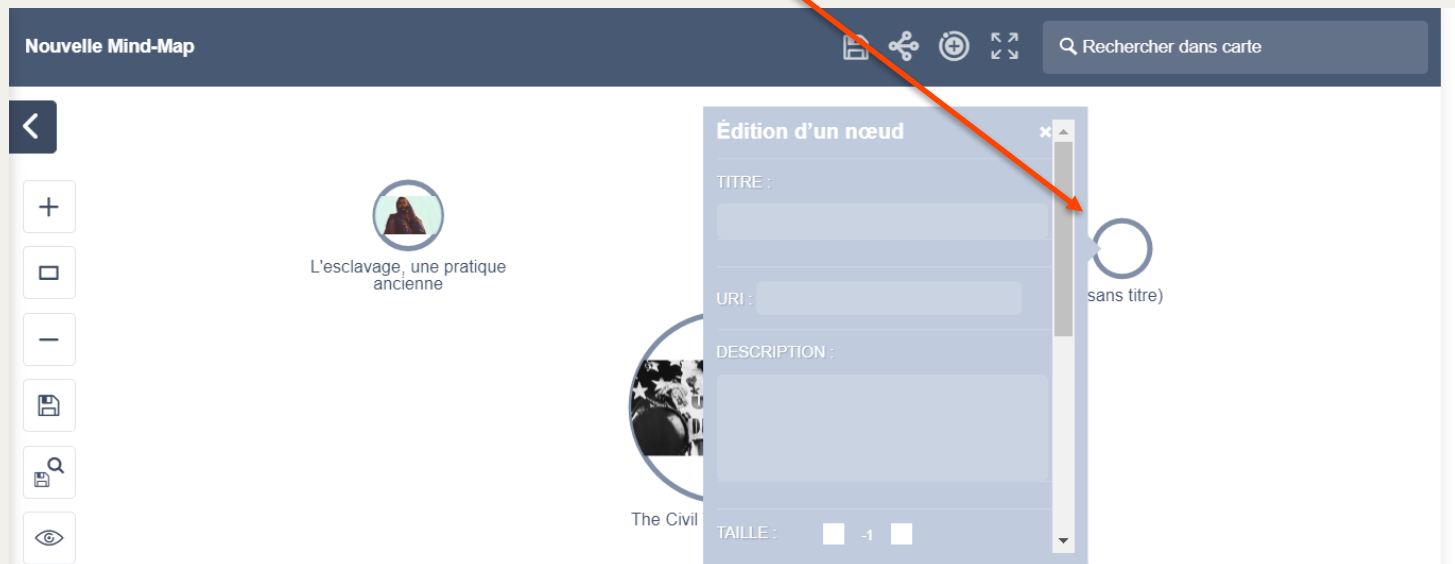 Nouvelle Mind-Map
Rechercher dans carte
Édition d'un nœud
TITRE :
L'esclavage, une pratique
ancienne
URI :
sans titre)
DESCRIPTION :
The Civil
TAILLE :
-1